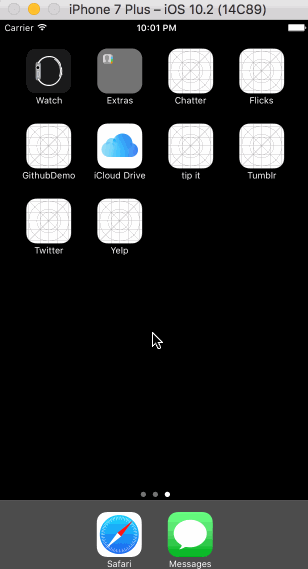 iPhone 7 Plus – iOS 10.2 (14C89)
Carrier 10:01 PM
Watch Extras Chatter Flicks
GithubDemo iCloud Drive tip it Tumblr
Twitter Yelp
Safari Messages